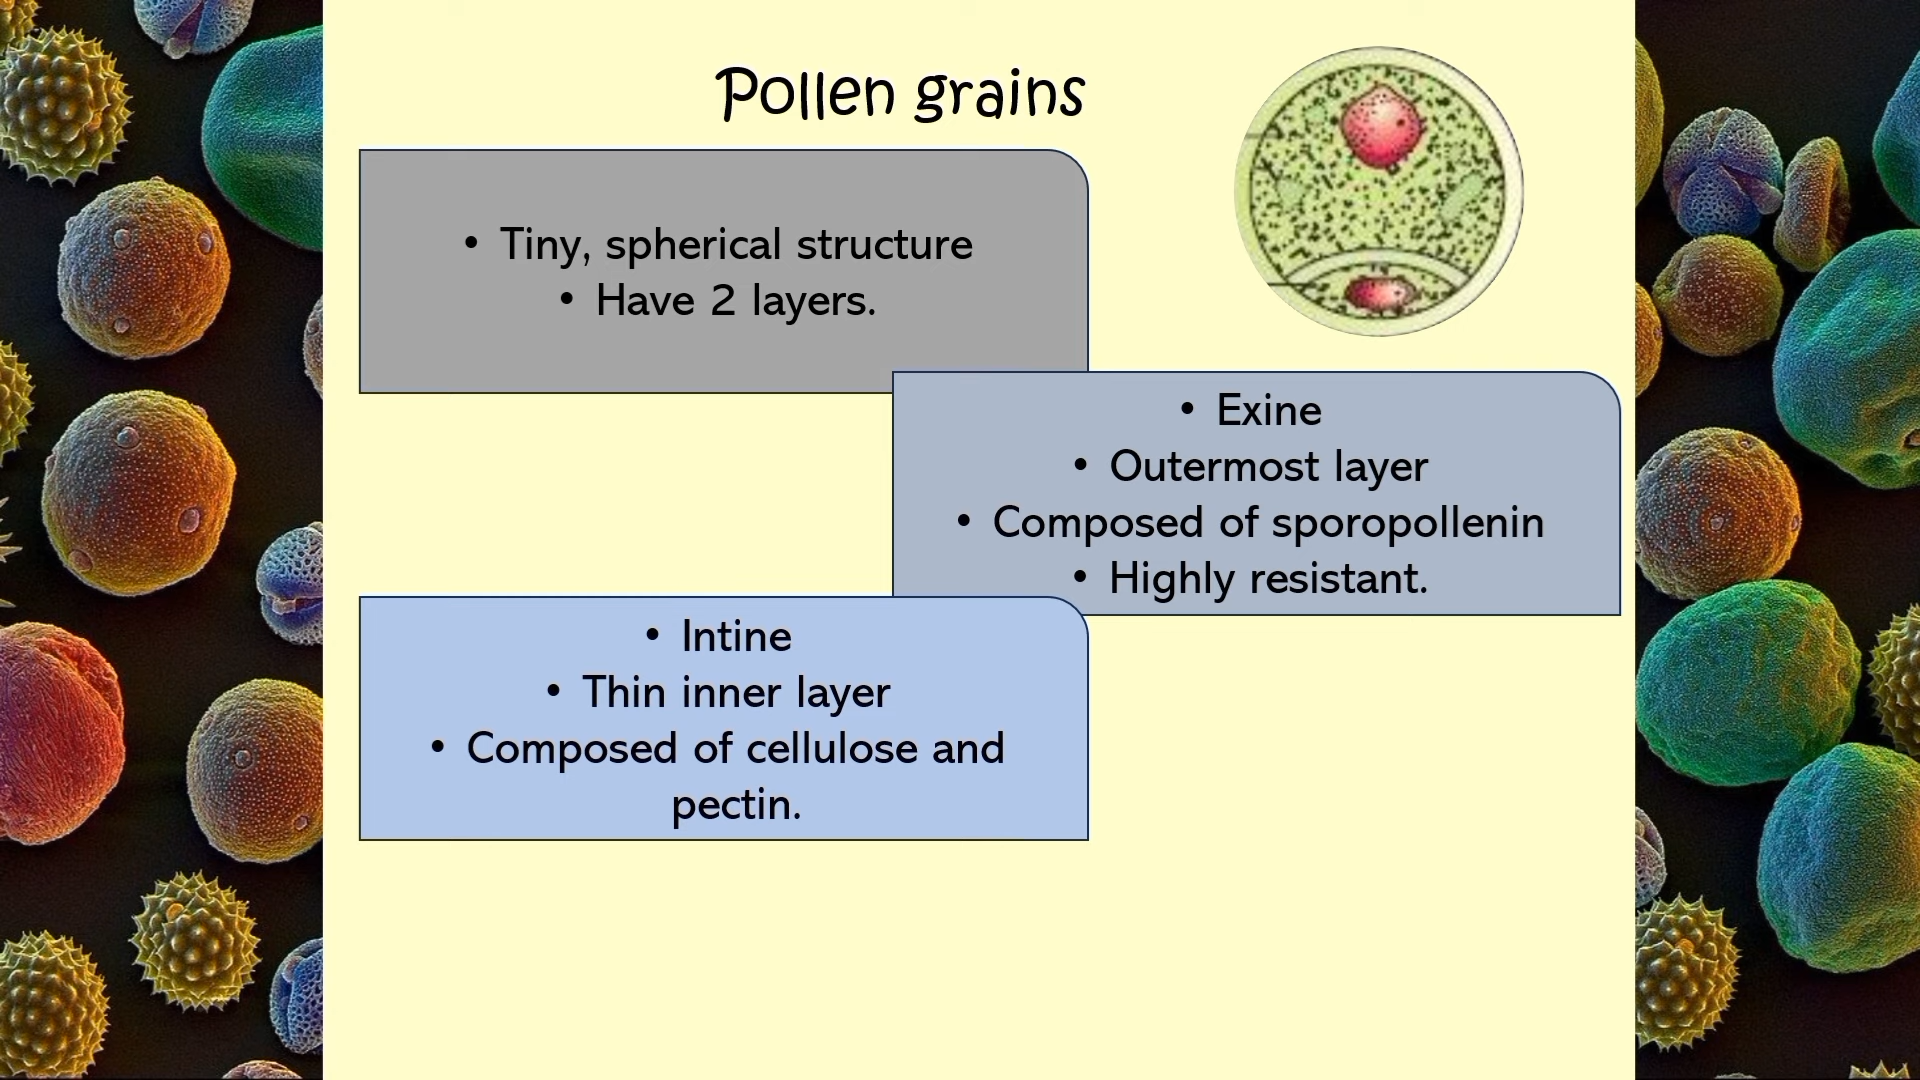 Pollen grains
• Tiny, spherical structure
• Have 2 layers.
• Exine
• Outermost layer
• Composed of sporopollenin
• Highly resistant.
• Intine
• Thin inner layer
• Composed of cellulose and
pectin.